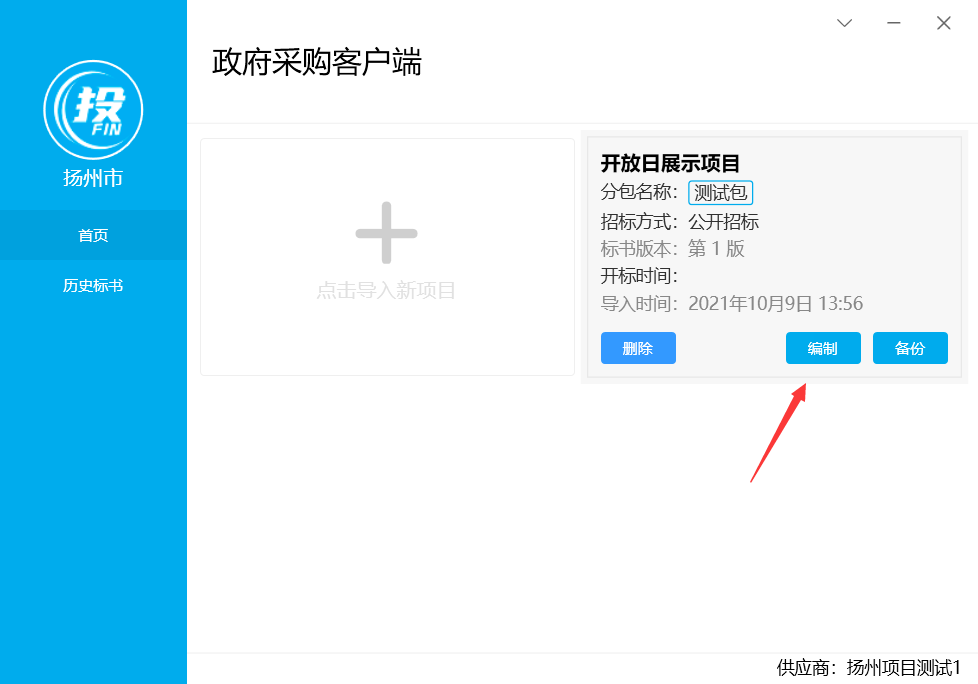 政府采购客户端
投
FIN
扬州市
首页
历史标书
点击导入新项目
开放日展示项目
分包名称： 测试包
招标方式： 公开招标
标书版本： 第 1 版
开标时间：
导入时间： 2021年10月9日 13:56
删除 编制 备份
供应商： 扬州项目测试1